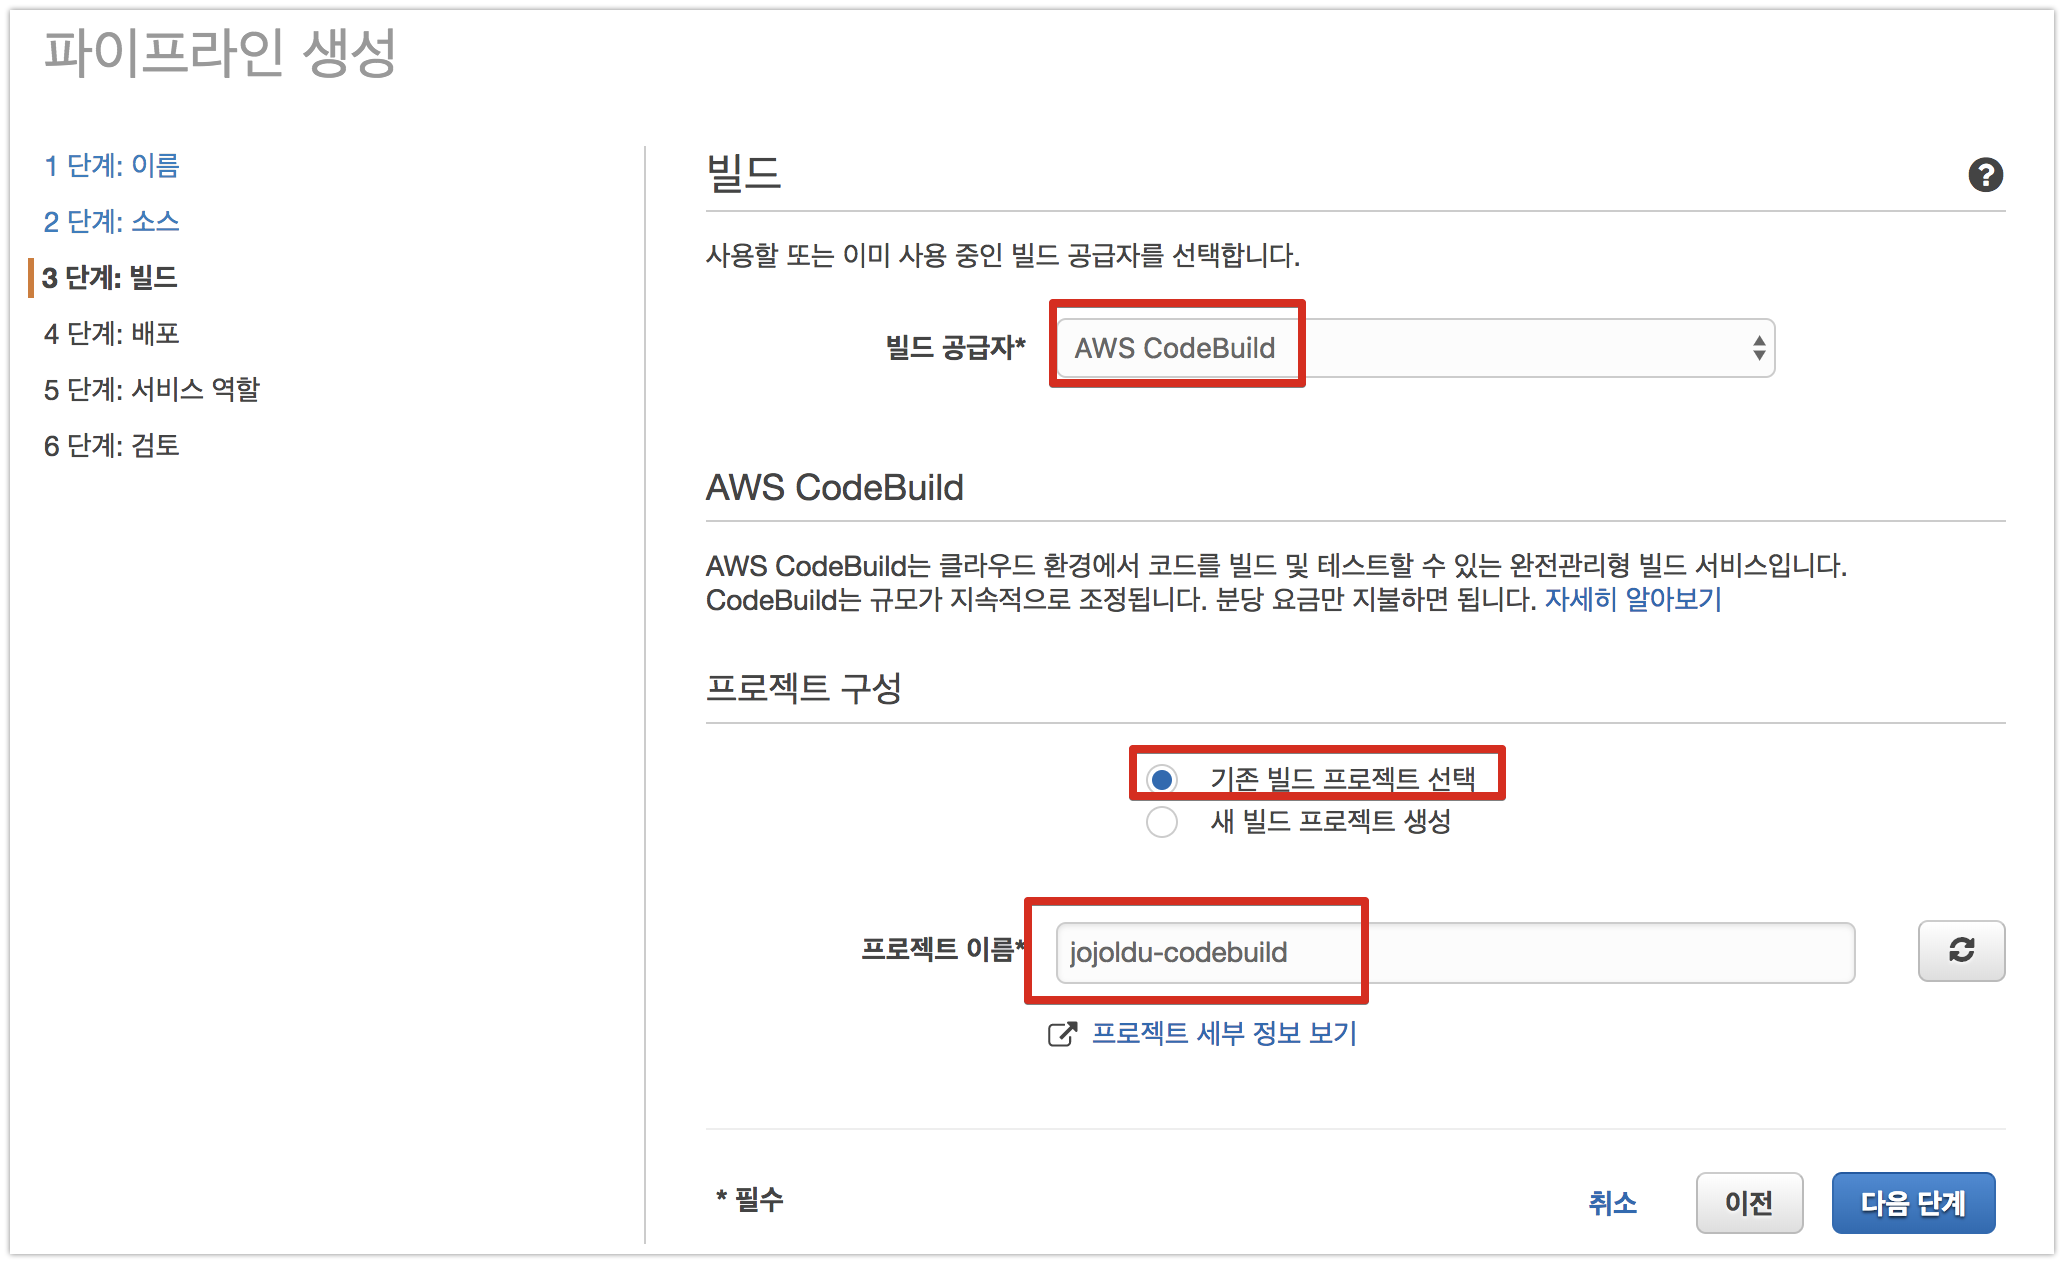 파이프라인 생성
1 단계: 이름
2 단계: 소스
3 단계: 빌드
4 단계: 배포
5 단계: 서비스 역할
6 단계: 검토
빌드
사용할 또는 이미 사용 중인 빌드 공급자를 선택합니다.
빌드 공급자* AWS CodeBuild
AWS CodeBuild
AWS CodeBuild는 클라우드 환경에서 코드를 빌드 및 테스트할 수 있는 완전관리형 빌드 서비스입니다.
CodeBuild는 규모가 지속적으로 조정됩니다. 분당 요금만 지불하면 됩니다. 자세히 알아보기
프로젝트 구성
기존 빌드 프로젝트 선택
새 빌드 프로젝트 생성
프로젝트 이름* jojoldu-codebuild
프로젝트 세부 정보 보기
* 필수 취소 이전 다음 단계